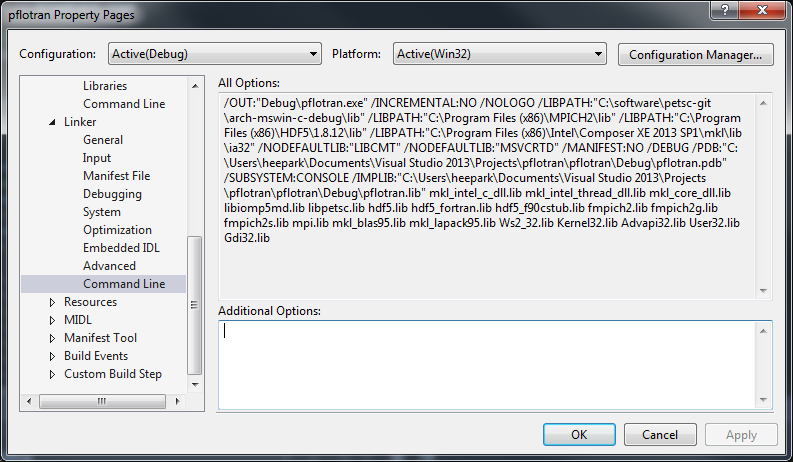 pflotran Property Pages
Configuration: Active(Debug) Platform: Active(Win32) Configuration Manager...
Libraries
Command Line
Linker
General
Input
Manifest File
Debugging
System
Optimization
Embedded IDL
Advanced
Command Line
Resources
MIDL
Manifest Tool
Build Events
Custom Build Step
All Options:
/OUT:"Debug\pflotran.exe" /INCREMENTAL:NO /NOLOGO /LIBPATH:"C:\software\petsc-git
\arch-mswin-c-debug\lib" /LIBPATH:"C:\Program Files (x86)\MPICH2\lib" /LIBPATH:"C:\Program
Files (x86)\HDF5\1.8.12\lib" /LIBPATH:"C:\Program Files (x86)\Intel\Composer XE 2013 SP1\mkl\lib
\ia32" /NODEFAULTLIB:"LIBCMT" /NODEFAULTLIB:"MSVCRTD" /MANIFEST:NO /DEBUG /PDB:"C:
\Users\heepark\Documents\Visual Studio 2013\Projects\pflotran\pflotran\Debug\pflotran.pdb"
/SUBSYSTEM:CONSOLE /IMPLIB:"C:\Users\heepark\Documents\Visual Studio 2013\Projects
\pflotran\pflotran\Debug\pflotran.lib" mkl_intel_c_dll.lib mkl_intel_thread_dll.lib mkl_core_dll.lib
libiomp5md.lib libpetsc.lib hdf5.lib hdf5_fortran.lib hdf5_f90cstub.lib fmpich2.lib fmpich2g.lib
fmpich2s.lib mpi.lib mkl_blas95.lib mkl_lapack95.lib Ws2_32.lib Kernel32.lib Advapi32.lib User32.lib
Gdi32.lib
Additional Options:
OK Cancel Apply